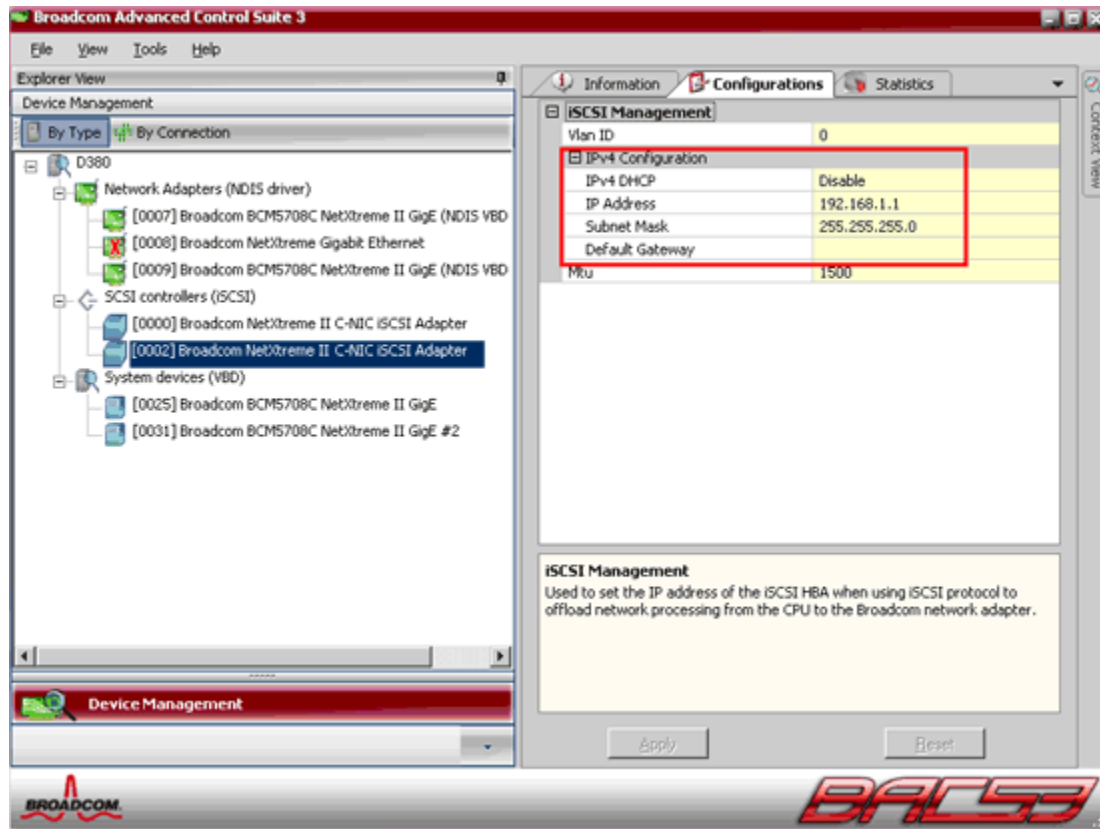 Broadcom Advanced Control Suite 3
File View Tools Help
Explorer View
Device Management
By Type By Connection
D380
Network Adapters (NDIS driver)
[0007] Broadcom BCM5708C NetXtreme II GigE (NDIS VBD
[0008] Broadcom NetXtreme Gigabit Ethernet
[0009] Broadcom BCM5708C NetXtreme II GigE (NDIS VBD
SCSI controllers (iSCSI)
[0000] Broadcom NetXtreme II C-NIC iSCSI Adapter
[0002] Broadcom NetXtreme II C-NIC iSCSI Adapter
System devices (VBD)
[0025] Broadcom BCM5708C NetXtreme II GigE
[0031] Broadcom BCM5708C NetXtreme II GigE #2
Device Management
Information Configurations Statistics
iSCSI Management
Vlan ID 0
IPv4 Configuration
IPv4 DHCP Disable
IP Address 192.168.1.1
Subnet Mask 255.255.255.0
Default Gateway
Mtu 1500
iSCSI Management
Used to set the IP address of the iSCSI HBA when using iSCSI protocol to
offload network processing from the CPU to the Broadcom network adapter.
Apply Reset
Context View
BROADCOM.
BACS3